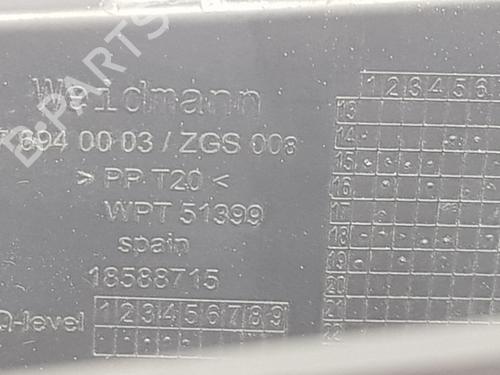 B-PARTS
Weidmann
694 00 03 / ZGS 008
> PP T20 <
WPT 51399
spain
18588715
Q-level
1 2 3 4 5 6 7 8 9
1 2 3 4 5 6
13
14
15
16
17
18
19
20
21
22